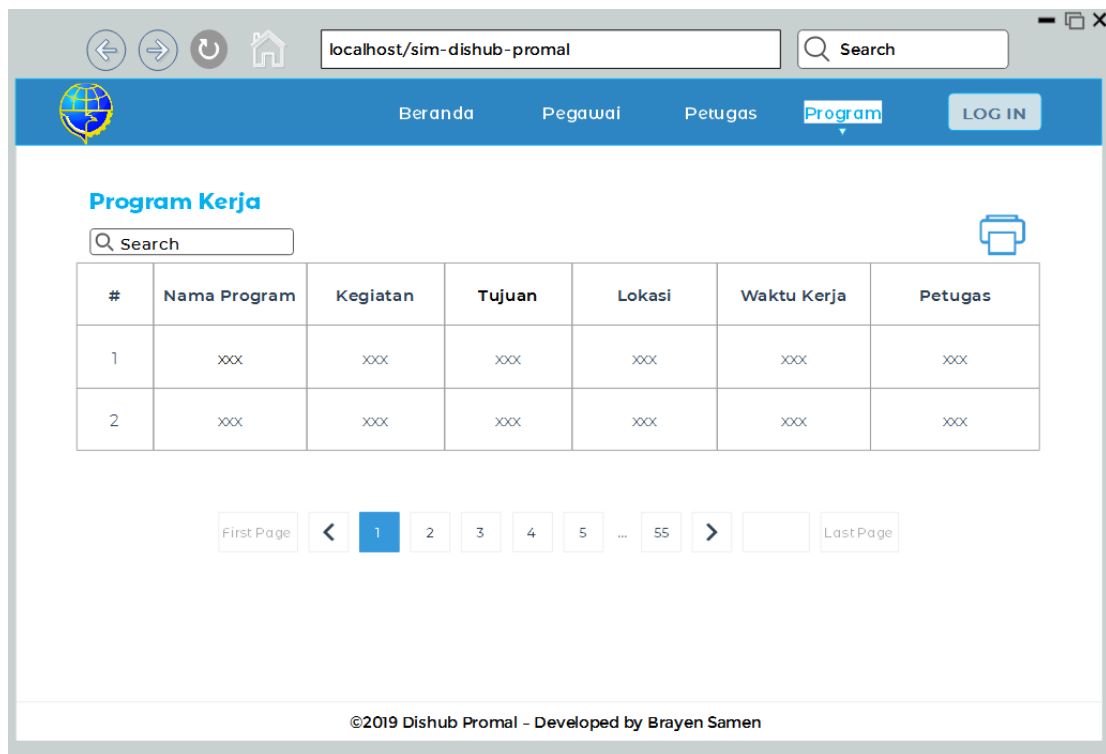 localhost/sim-dishub-promal Search
Beranda Pegawai Petugas Program LOG IN
Program Kerja
Search
# Nama Program Kegiatan Tujuan Lokasi Waktu Kerja Petugas
1 xxx xxx xxx xxx xxx xxx
2 xxx xxx xxx xxx xxx xxx
First Page 1 2 3 4 5 ... 55 Last Page
©2019 Dishub Promal – Developed by Brayen Samen